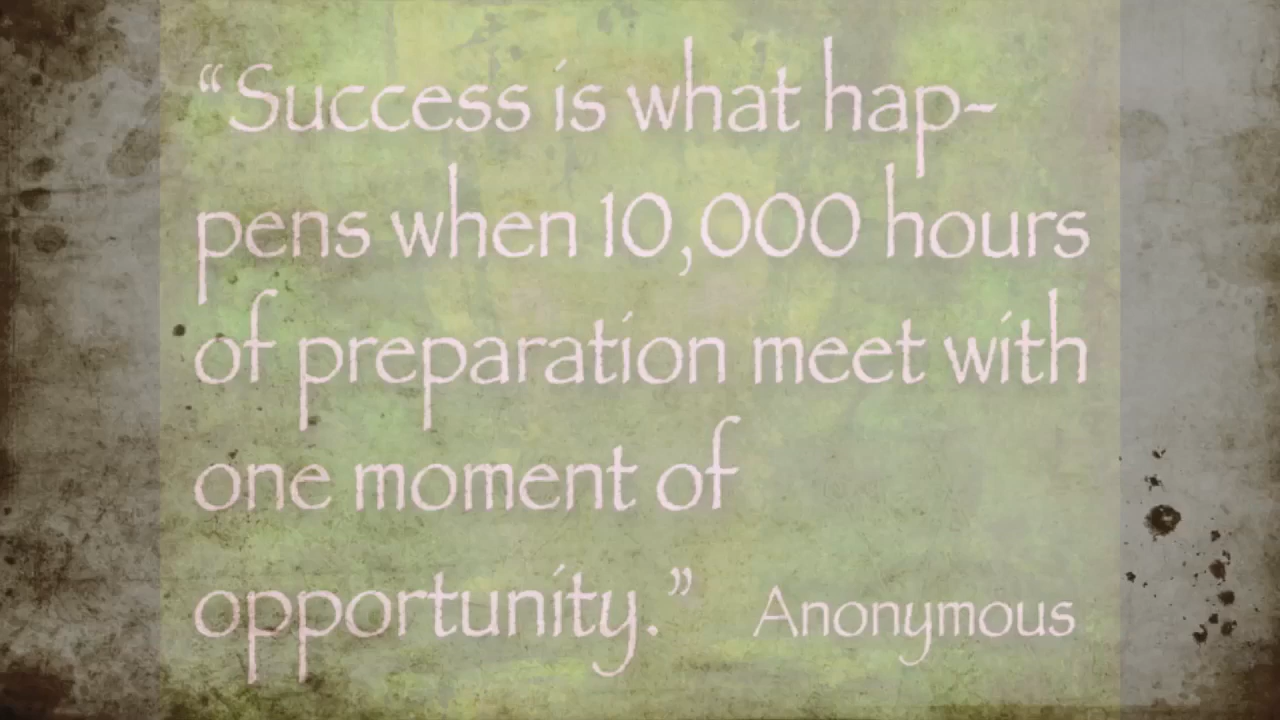 “Success is what hap-
pens when 10,000 hours
of preparation meet with
one moment of
opportunity.” Anonymous